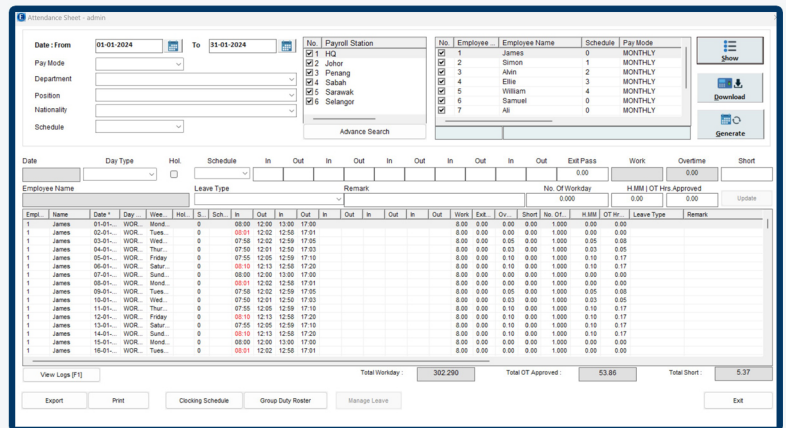 Attendance Sheet - admin
Date : From 01-01-2024 To 31-01-2024
Pay Mode
Department
Position
Nationality
Schedule
No. Payroll Station
1 HQ
2 Johor
3 Penang
4 Sabah
5 Sarawak
6 Selangor
Advance Search
No. Employee ... Employee Name Schedule Pay Mode
1 James 0 MONTHLY
2 Simon 1 MONTHLY
3 Alvin 2 MONTHLY
4 Ellie 3 MONTHLY
5 William 4 MONTHLY
6 Samuel 0 MONTHLY
7 Ali 0 MONTHLY
Show
Download
Generate
Date Day Type Hol. Schedule In Out In Out In Out In Out Exit Pass Work Overtime Short
0.00 0.00
Employee Name Leave Type Remark No. Of Workday H.MM | OT Hrs.Approved
0.000 0.00 0.00 Update
Empl... Name Date * Day ... Wee... Hol... S... Sch... In Out In Out In Out In Out In Out Work Exit... Ov... Short No. Of... H.MM OT Hr... Leave Type Remark
1 James 01-01-... WOR... Mond... 0 08:00 12:00 13:00 17:00 8.00 0.00 0.00 0.00 1.000 0.00 0.00
1 James 02-01-... WOR... Tues... 0 08:01 12:02 12:58 17:01 8.00 0.00 0.00 0.00 1.000 0.00 0.00
1 James 03-01-... WOR... Wed... 0 07:58 12:02 12:59 17:05 8.00 0.00 0.05 0.00 1.000 0.05 0.08
1 James 04-01-... WOR... Thur... 0 07:50 12:01 12:50 17:03 8.00 0.00 0.03 0.00 1.000 0.03 0.05
1 James 05-01-... WOR... Friday 0 07:55 12:05 12:59 17:10 8.00 0.00 0.10 0.00 1.000 0.10 0.17
1 James 06-01-... WOR... Satur... 0 08:10 12:13 12:58 17:20 8.00 0.00 0.10 0.00 1.000 0.10 0.17
1 James 07-01-... WOR... Sund... 0 08:00 12:00 13:00 17:00 8.00 0.00 0.00 0.00 1.000 0.00 0.00
1 James 08-01-... WOR... Mond... 0 08:01 12:02 12:58 17:01 8.00 0.00 0.00 0.00 1.000 0.00 0.00
1 James 09-01-... WOR... Tues... 0 07:58 12:02 12:59 17:05 8.00 0.00 0.05 0.00 1.000 0.05 0.08
1 James 10-01-... WOR... Wed... 0 07:50 12:01 12:50 17:03 8.00 0.00 0.03 0.00 1.000 0.03 0.05
1 James 11-01-... WOR... Thur... 0 07:55 12:05 12:59 17:10 8.00 0.00 0.10 0.00 1.000 0.10 0.17
1 James 12-01-... WOR... Friday 0 08:10 12:13 12:58 17:20 8.00 0.00 0.10 0.00 1.000 0.10 0.17
1 James 13-01-... WOR... Satur... 0 07:55 12:05 12:59 17:10 8.00 0.00 0.10 0.00 1.000 0.10 0.17
1 James 14-01-... WOR... Sund... 0 08:10 12:13 12:58 17:20 8.00 0.00 0.10 0.00 1.000 0.10 0.17
1 James 15-01-... WOR... Mond... 0 08:00 12:00 13:00 17:00 8.00 0.00 0.00 0.00 1.000 0.00 0.00
1 James 16-01-... WOR... Tues... 0 08:01 12:02 12:58 17:01 8.00 0.00 0.00 0.00 1.000 0.00 0.00
View Logs [F1] Total Workday : 302.290 Total OT Approved : 53.86 Total Short : 5.37
Export Print Clocking Schedule Group Duty Roster Manage Leave Exit